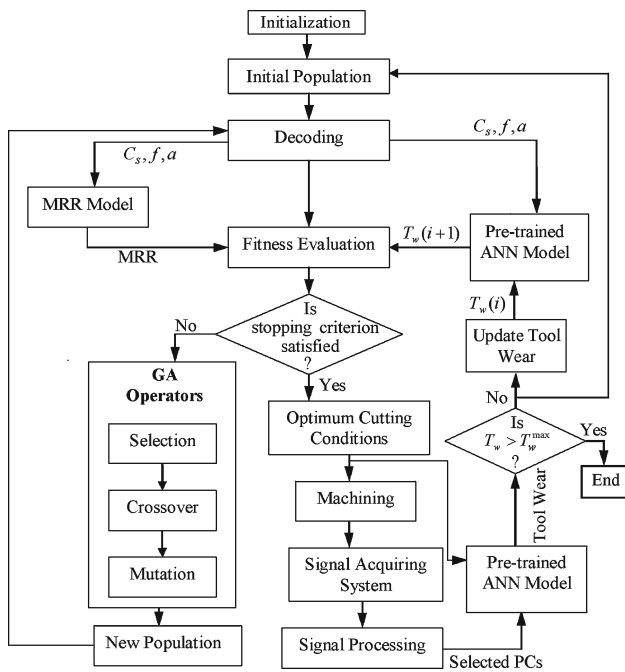 Initialization
Initial Population
Decoding
C_s, f, a
C_s, f, a
MRR Model
MRR
Fitness Evaluation
T_w(i+1)
Pre-trained
ANN Model
T_w(i)
Update Tool
Wear
Is
stopping criterion
satisfied
?
No
Yes
GA
Operators
Selection
Crossover
Mutation
New Population
Optimum Cutting
Conditions
Machining
Signal Acquiring
System
Signal Processing
Selected PCs
Pre-trained
ANN Model
Tool Wear
Is
T_w > T_w^max
?
No
Yes
End